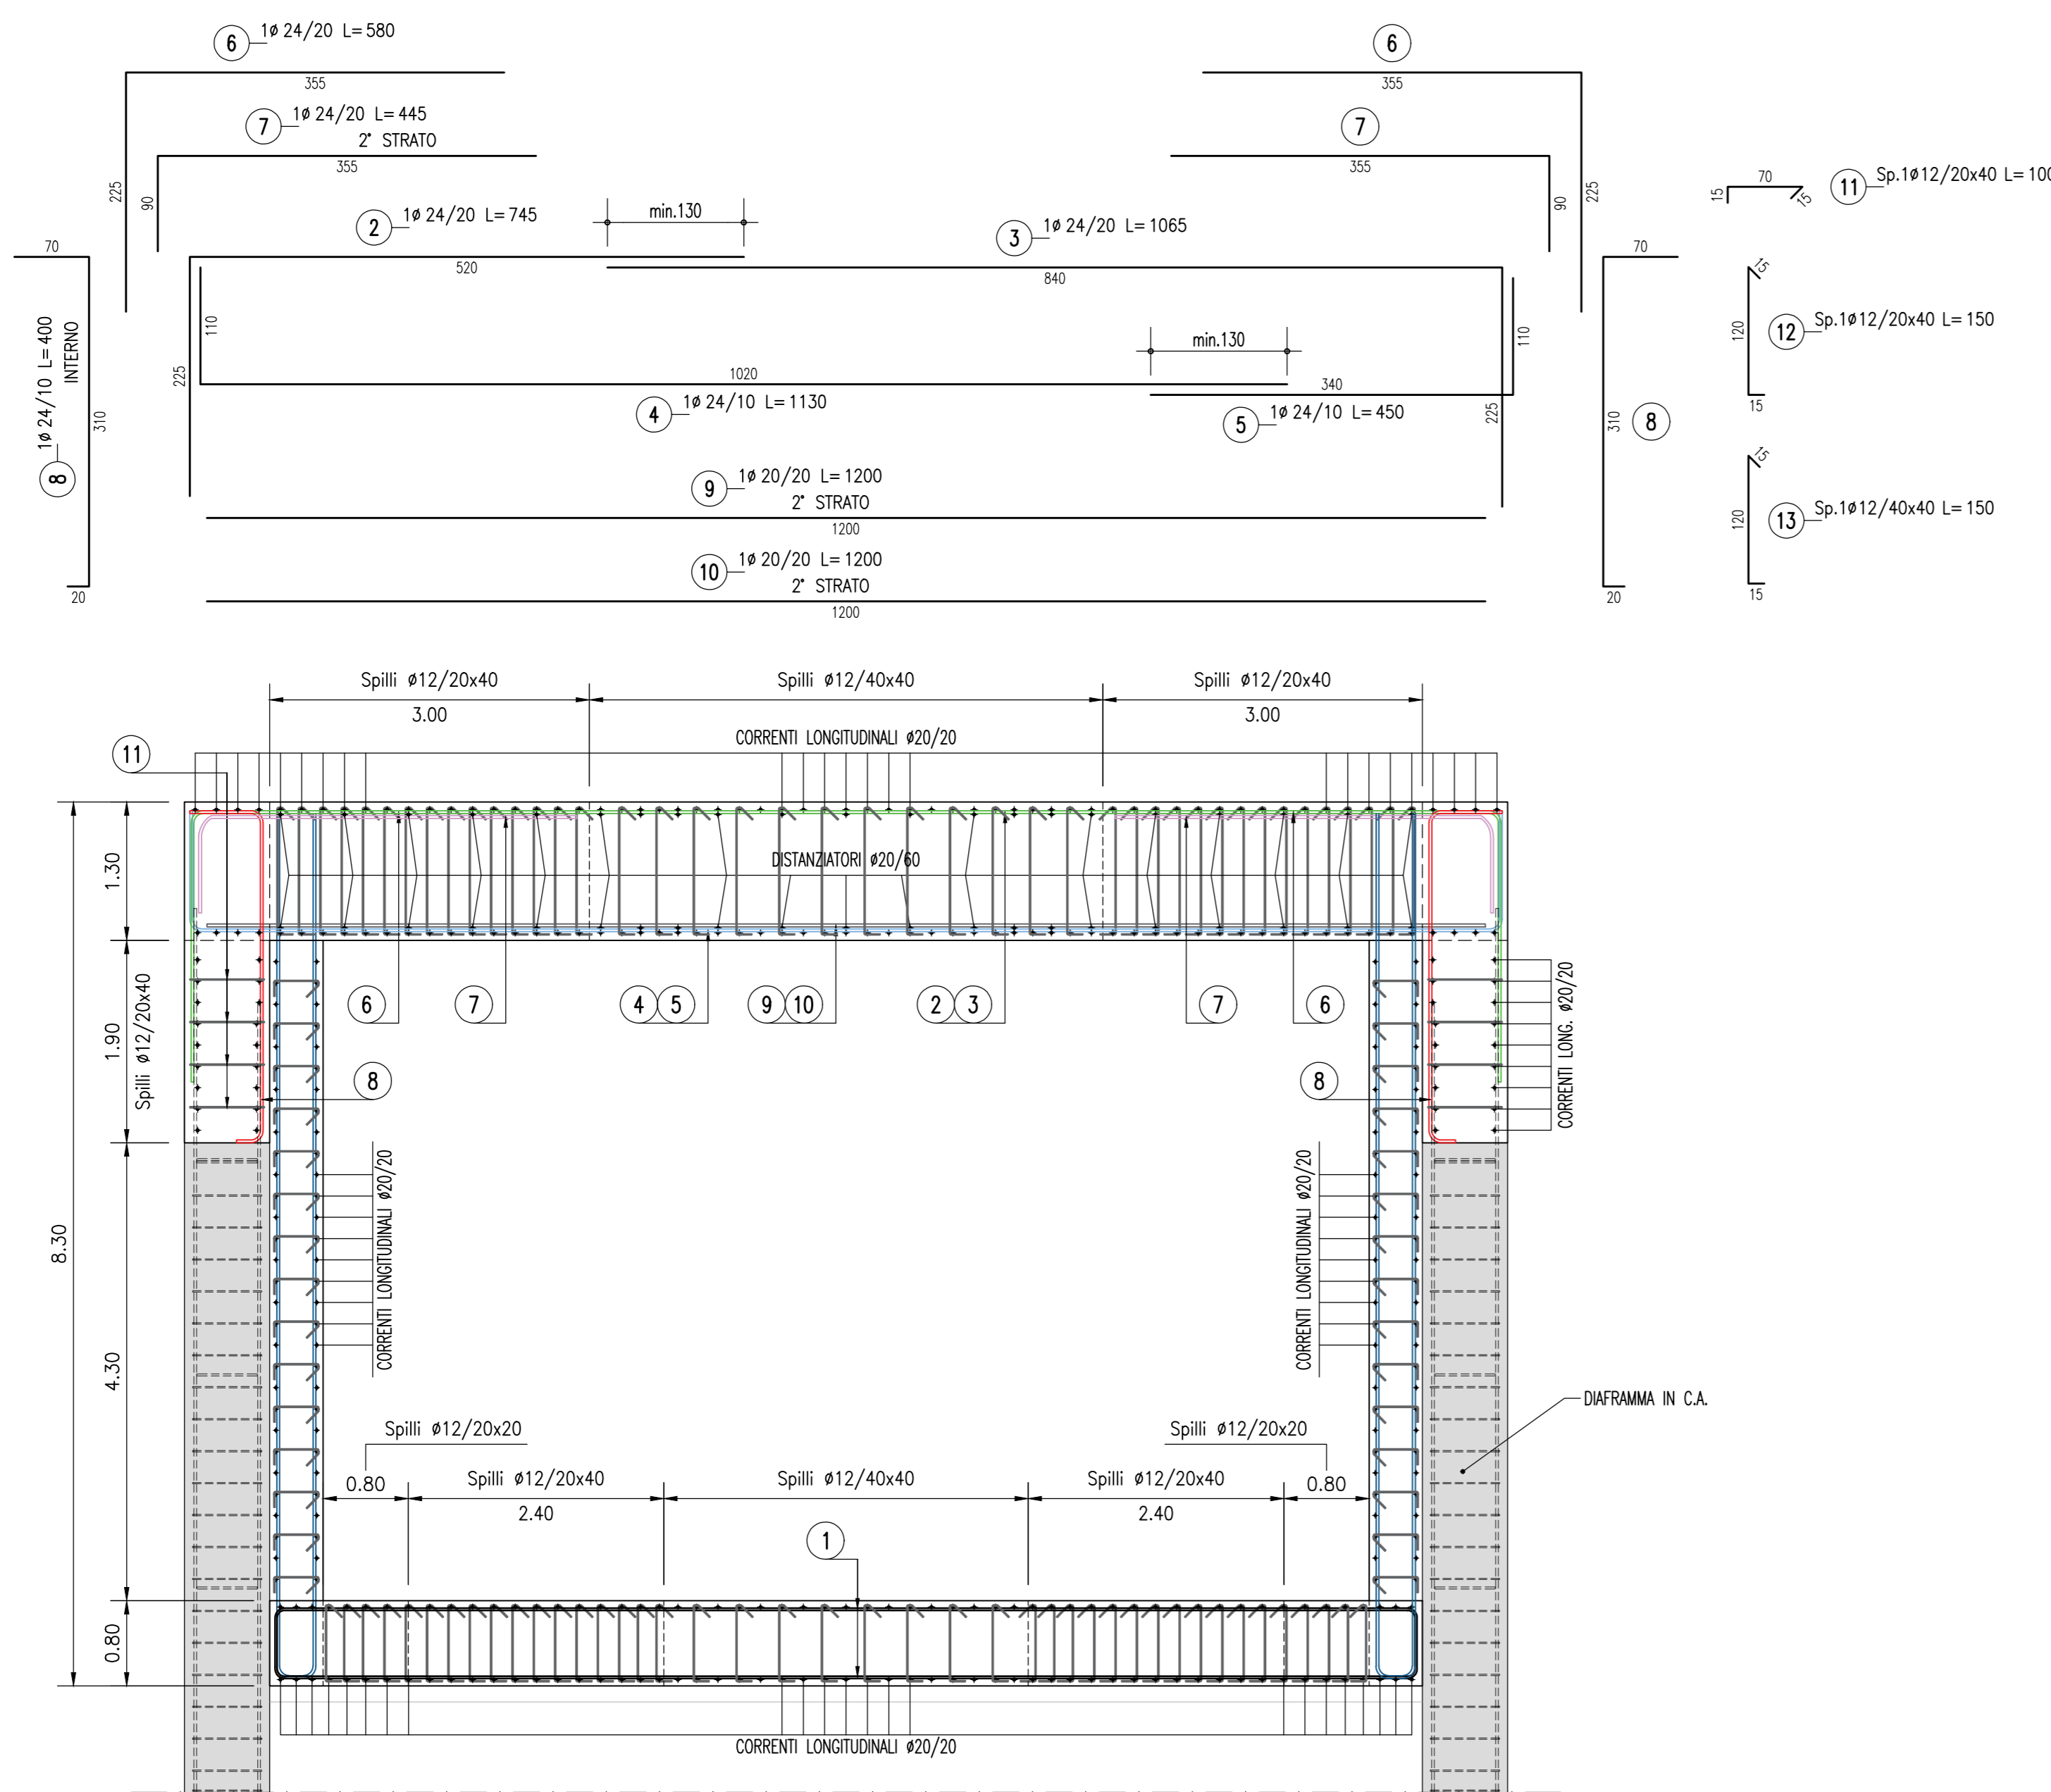 6 1ø 24/20 L=580
355
225
7 1ø 24/20 L=445
2° STRATO
355
90
6
355
225
7
355
90
11 Sp.1ø12/20x40 L=100
70
15
15
2 1ø 24/20 L=745
min.130
520
225
3 1ø 24/20 L=1065
840
225
70
8 1ø 24/10 L=400
INTERNO
310
20
110
1020
4 1ø 24/10 L=1130
min.130
340
5 1ø 24/10 L=450
110
70
310
8
20
12 Sp.1ø12/20x40 L=150
15
120
15
9 1ø 20/20 L=1200
2° STRATO
1200
13 Sp.1ø12/40x40 L=150
15
120
15
10 1ø 20/20 L=1200
2° STRATO
1200
Spilli ø12/20x40
3.00
Spilli ø12/40x40
Spilli ø12/20x40
3.00
CORRENTI LONGITUDINALI ø20/20
11
DISTANZIATORI ø20/60
1.30
1.90
Spilli ø12/20x40
8.30
4.30
0.80
6
7
4 5
9 10
2 3
7
6
8
8
CORRENTI LONG. ø20/20
CORRENTI LONGITUDINALI ø20/20
CORRENTI LONGITUDINALI ø20/20
DIAFRAMMA IN C.A.
Spilli ø12/20x20
Spilli ø12/20x20
0.80
Spilli ø12/20x40
2.40
Spilli ø12/40x40
Spilli ø12/20x40
2.40
0.80
1
CORRENTI LONGITUDINALI ø20/20